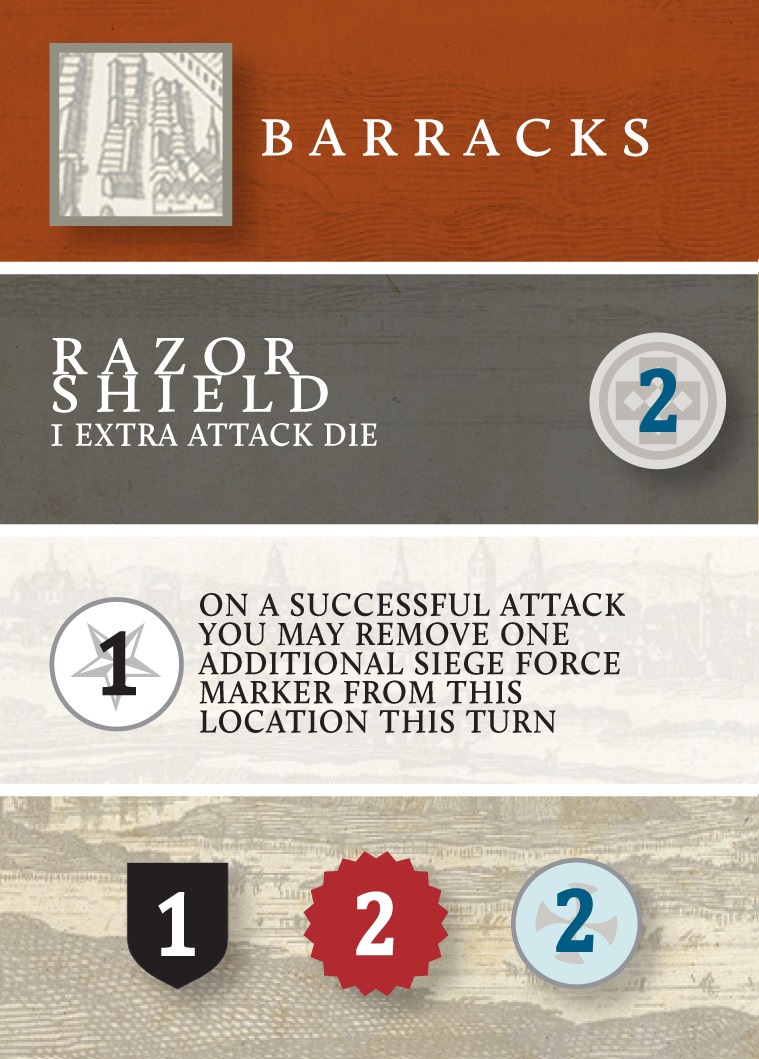 BARRACKS
RAZOR
SHIELD
1 EXTRA ATTACK DIE
2
1
ON A SUCCESSFUL ATTACK
YOU MAY REMOVE ONE
ADDITIONAL SIEGE FORCE
MARKER FROM THIS
LOCATION THIS TURN
1 2 2